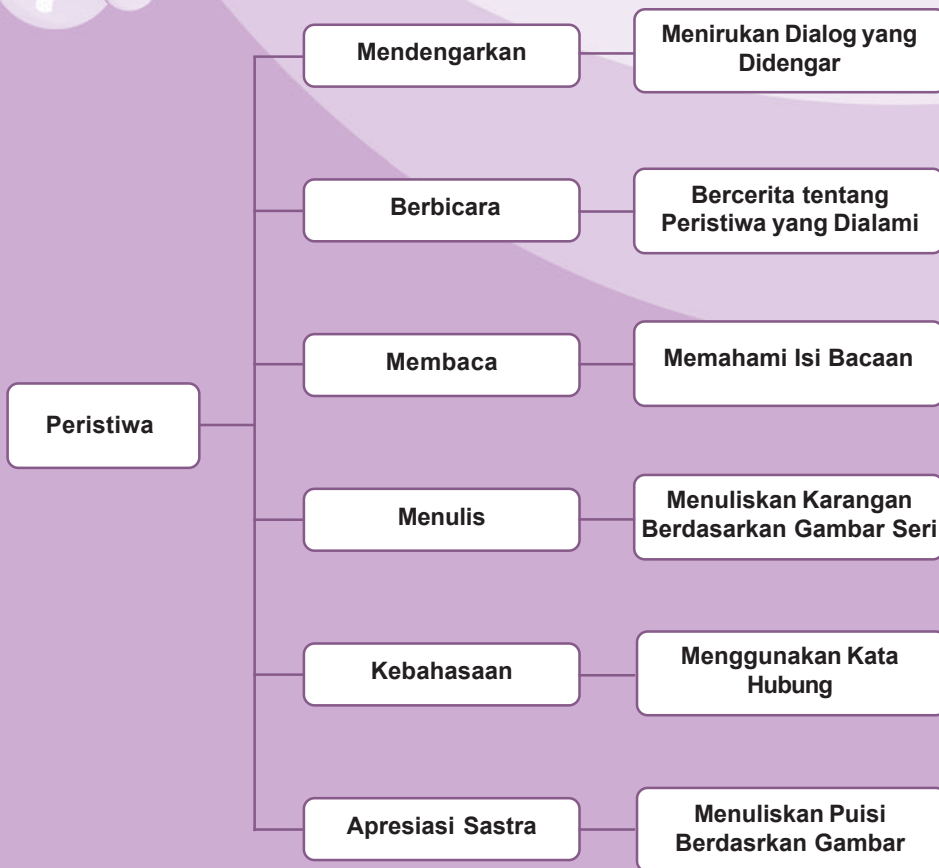 Mendengarkan
Menirukan Dialog yang
Didengar
Berbicara
Bercerita tentang
Peristiwa yang Dialami
Membaca
Memahami Isi Bacaan
Peristiwa
Menulis
Menuliskan Karangan
Berdasarkan Gambar Seri
Kebahasaan
Menggunakan Kata
Hubung
Apresiasi Sastra
Menuliskan Puisi
Berdasrkan Gambar